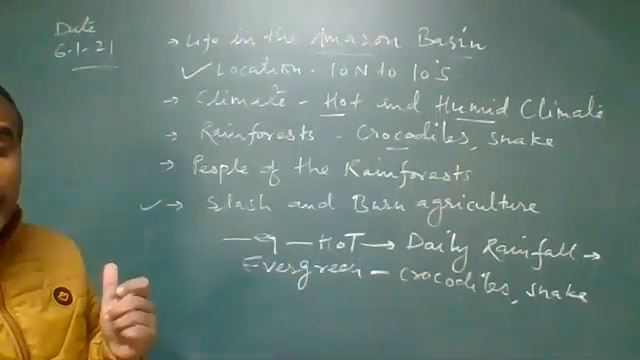 Date
6.1.21
→ Life in the Amazon Basin
✓ Location - 10 N to 10°S
→ Climate - Hot and Humid Climate
→ Rainforests - Crocodiles, snake
→ People of the Rainforests
✓ → Slash and Burn agriculture
— HOT → Daily Rainfall →
Evergreen - crocodiles, snake